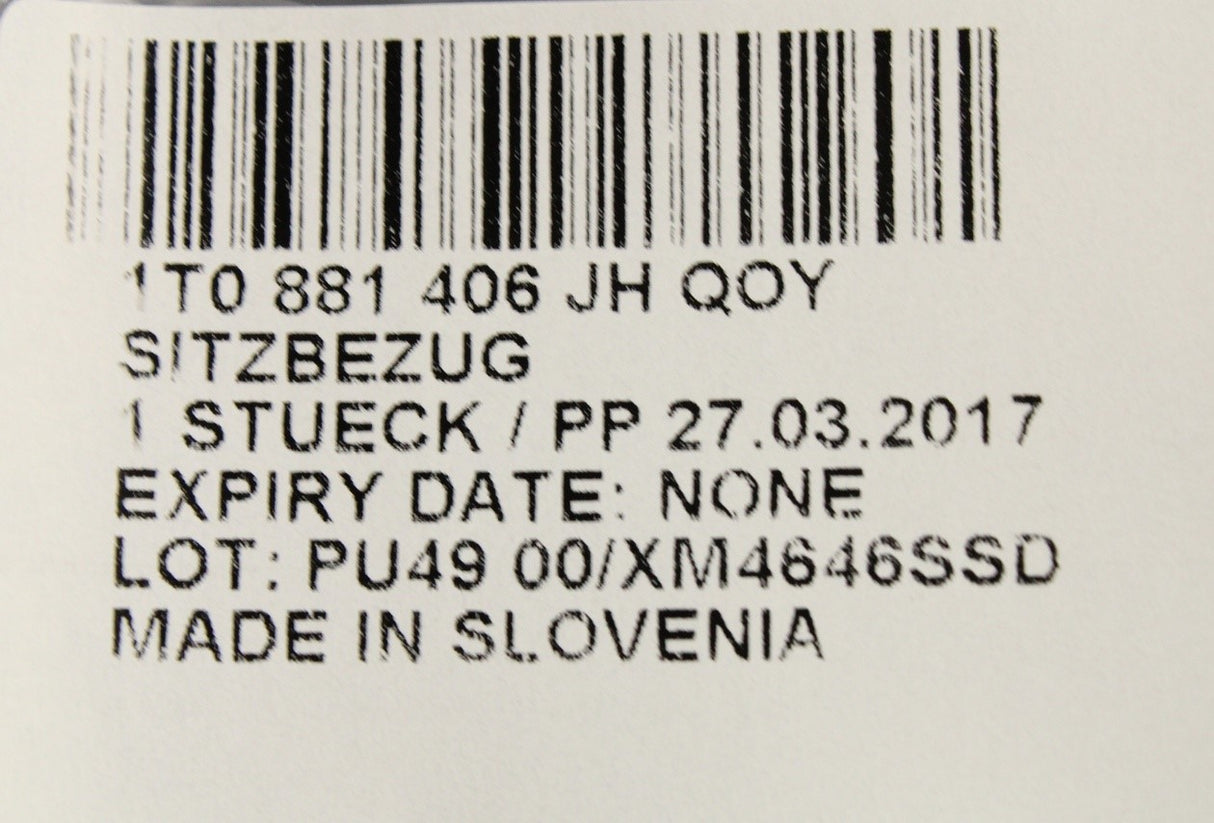 1T0 881 406 JH QOY
SITZBEZUG
1 STUECK / PP 27.03.2017
EXPIRY DATE: NONE
LOT: PU49 00/XM4646SSD
MADE IN SLOVENIA